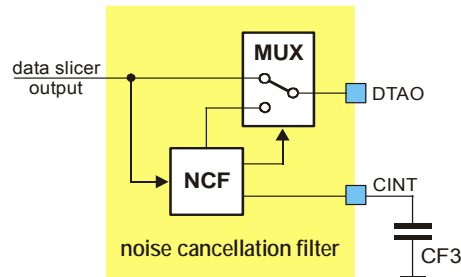 MUX
data slicer
output
DTAO
NCF
CINT
noise cancellation filter
CF3